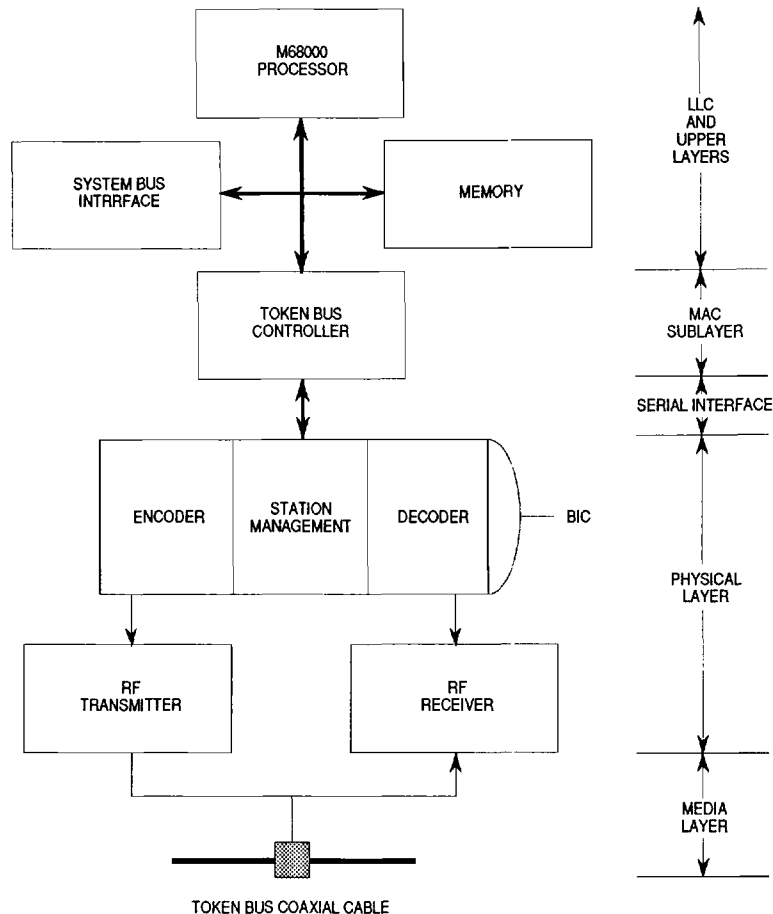 M68000
PROCESSOR
LLC
AND
UPPER
LAYERS
SYSTEM BUS
INTRRFACE
MEMORY
TOKEN BUS
CONTROLLER
MAC
SUBLAYER
SERIAL INTERFACE
ENCODER
STATION
MANAGEMENT
DECODER
BIC
PHYSICAL
LAYER
RF
TRANSMITTER
RF
RECEIVER
MEDIA
LAYER
TOKEN BUS COAXIAL CABLE